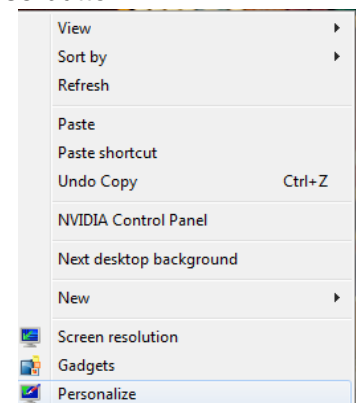 View
Sort by
Refresh
Paste
Paste shortcut
Undo Copy Ctrl+Z
NVIDIA Control Panel
Next desktop background
New
Screen resolution
Gadgets
Personalize